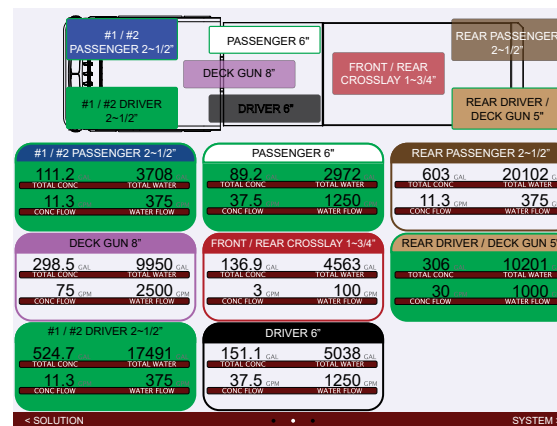 #1 / #2
PASSENGER 2~1/2"
PASSENGER 6"
REAR PASSENGER
2~1/2"
DECK GUN 8"
FRONT / REAR
CROSSLAY 1~3/4"
#1 / #2 DRIVER
2~1/2"
DRIVER 6"
REAR DRIVER /
DECK GUN 5"
#1 / #2 PASSENGER 2~1/2"
111.2 GAL 3708
TOTAL CONC TOTAL WATER
11.3 375
CONC FLOW WATER FLOW
PASSENGER 6"
89.2 2972
TOTAL CONC TOTAL WATER
37.5 1250
CONC FLOW WATER FLOW
REAR PASSENGER 2~1/2"
603 GAL 20102
TOTAL CONC TOTAL WATER
11.3 GPM 375
CONC FLOW WATER FLOW
DECK GUN 8"
298.5 GAL 9950 GAL
TOTAL CONC TOTAL WATER
75 GPM 2500 GPM
CONC FLOW WATER FLOW
FRONT / REAR CROSSLAY 1~3/4"
136.9 GAL 4563 GAL
TOTAL CONC TOTAL WATER
3 GPM 100 GPM
CONC FLOW WATER FLOW
REAR DRIVER / DECK GUN 5"
306 10201
TOTAL CONC TOTAL WATER
30 1000
CONC FLOW WATER FLOW
#1 / #2 DRIVER 2~1/2"
524.7 17491
TOTAL CONC TOTAL WATER
11.3 375
CONC FLOW WATER FLOW
DRIVER 6"
151.1 GAL 5038 GAL
TOTAL CONC TOTAL WATER
37.5 GPM 1250 GPM
CONC FLOW WATER FLOW
< SOLUTION SYSTEM >